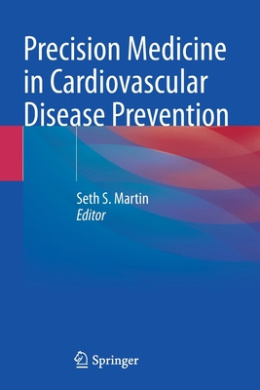 Precision Medicine
in Cardiovascular
Disease Prevention
Seth S. Martin
Editor
Springer